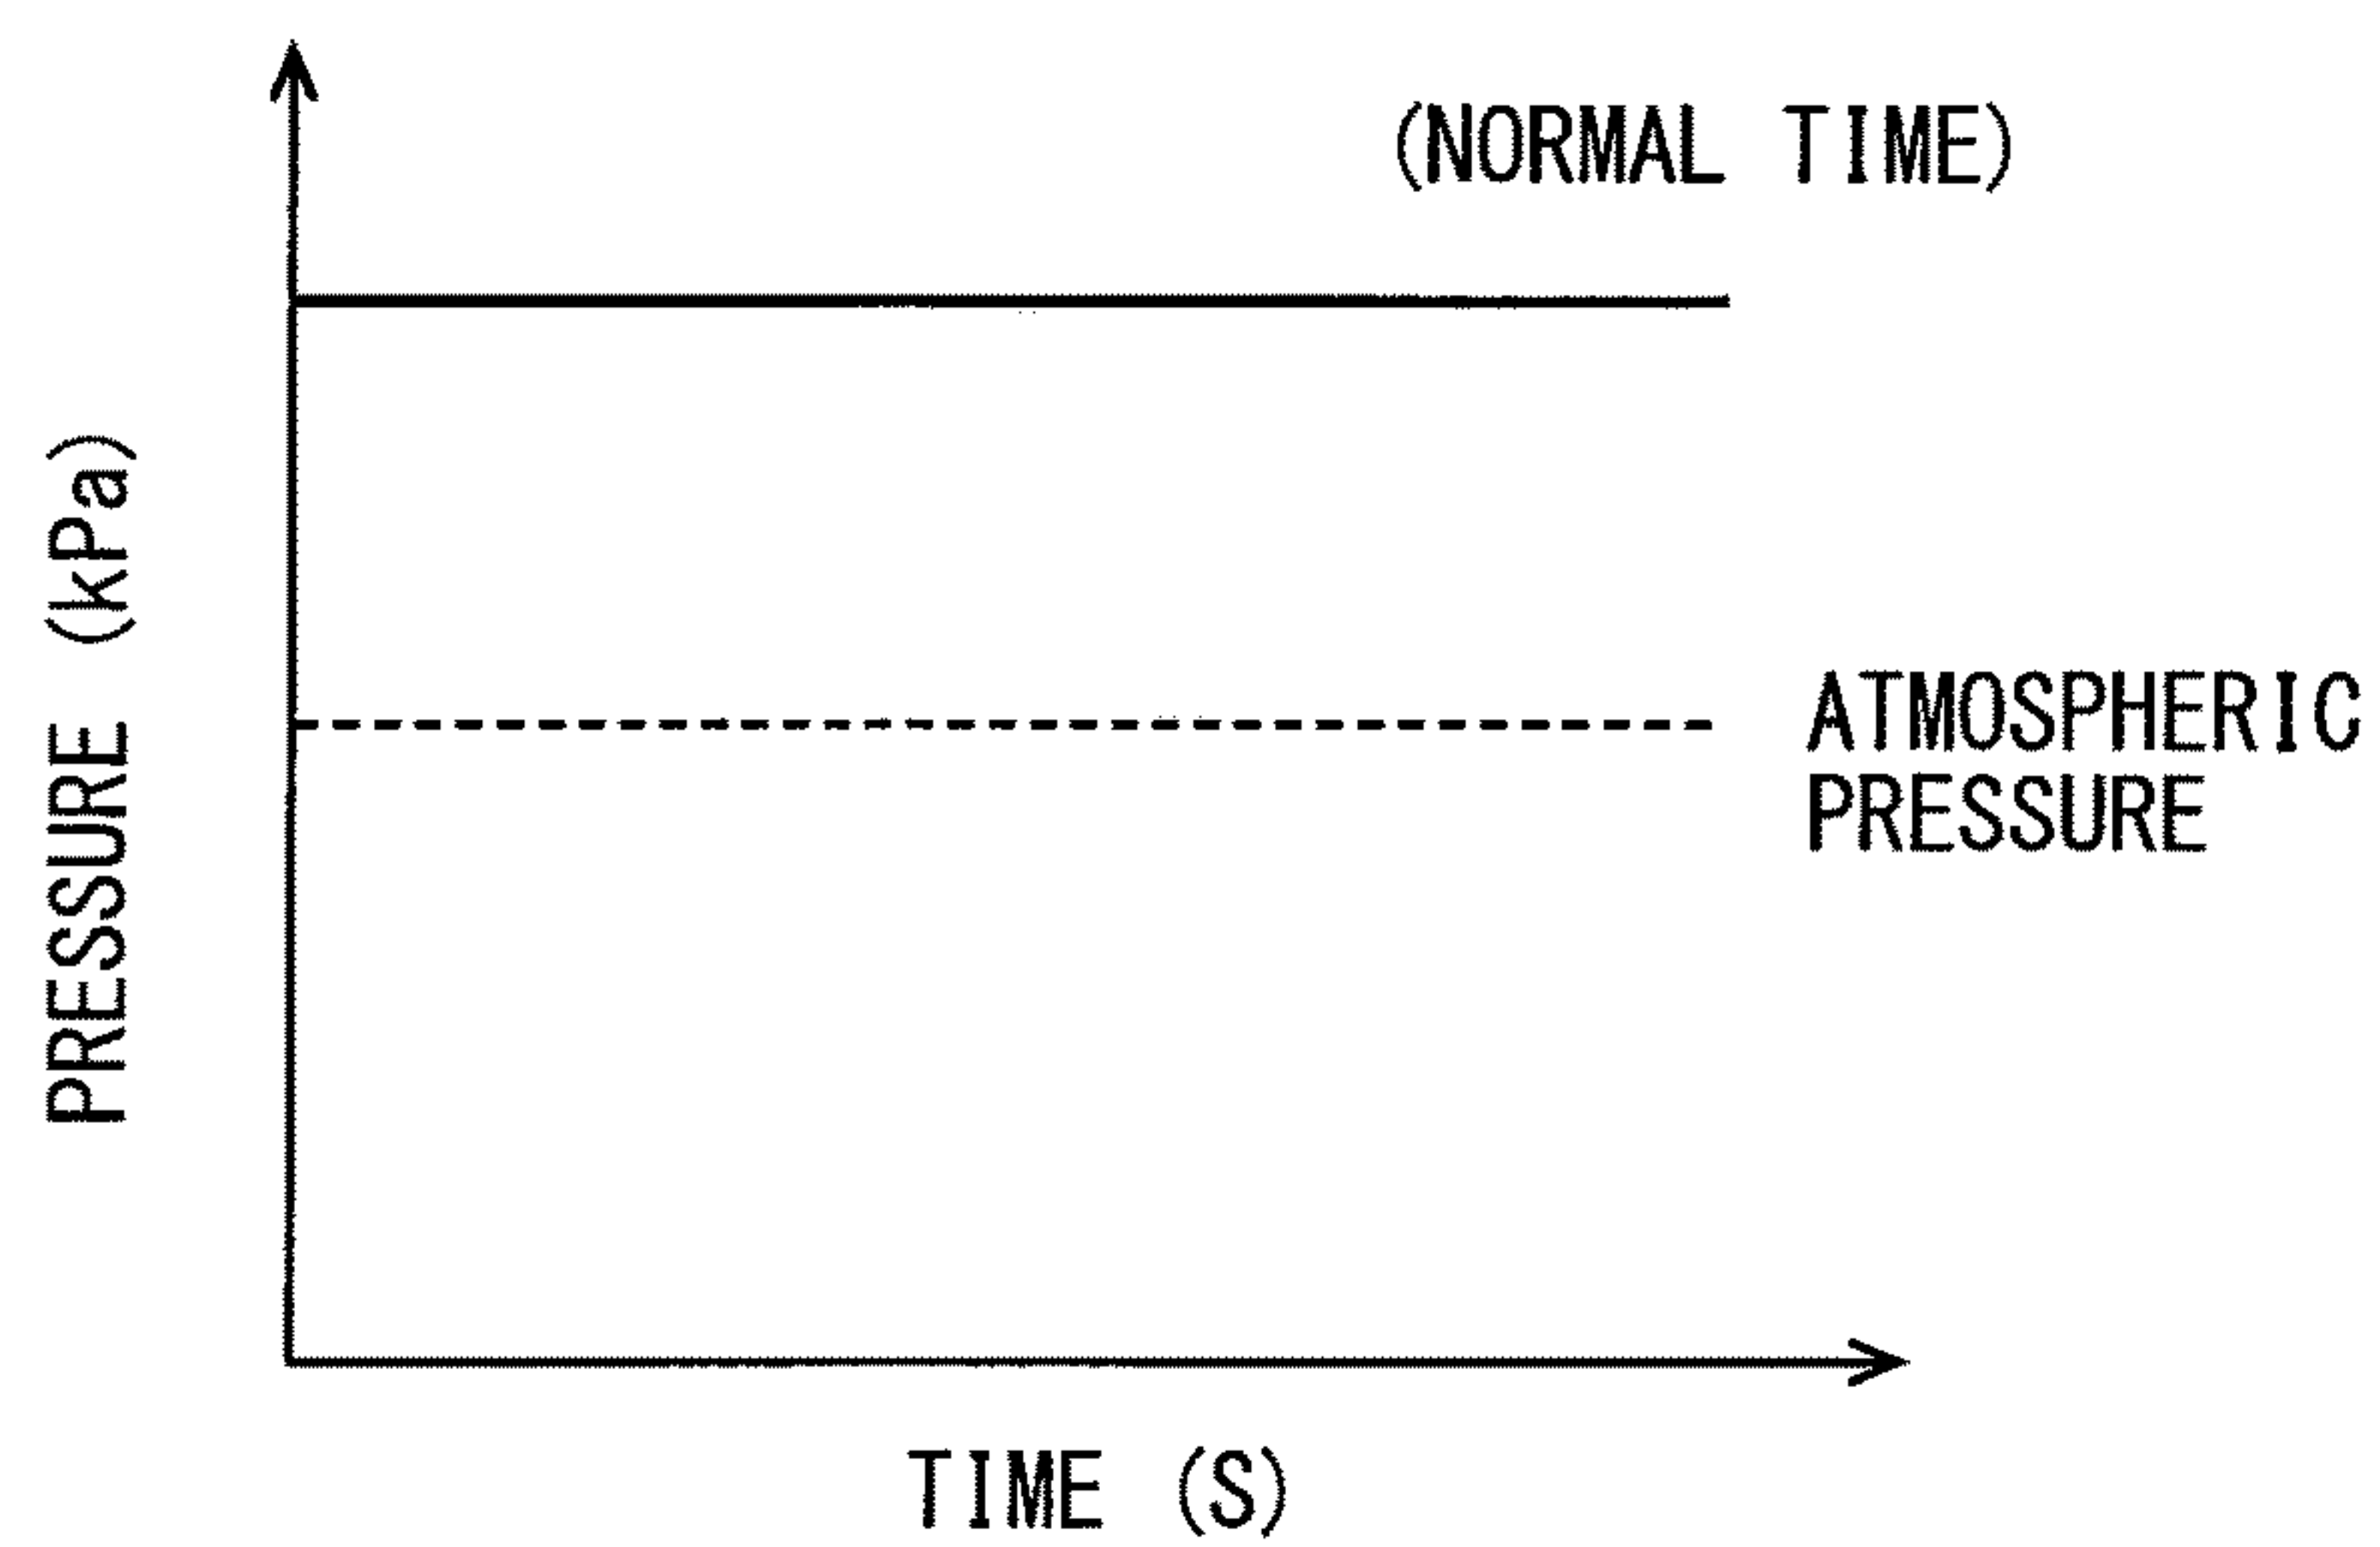 (NORMAL TIME)
PRESSURE (kPa)
ATMOSPHERIC
PRESSURE
TIME (S)